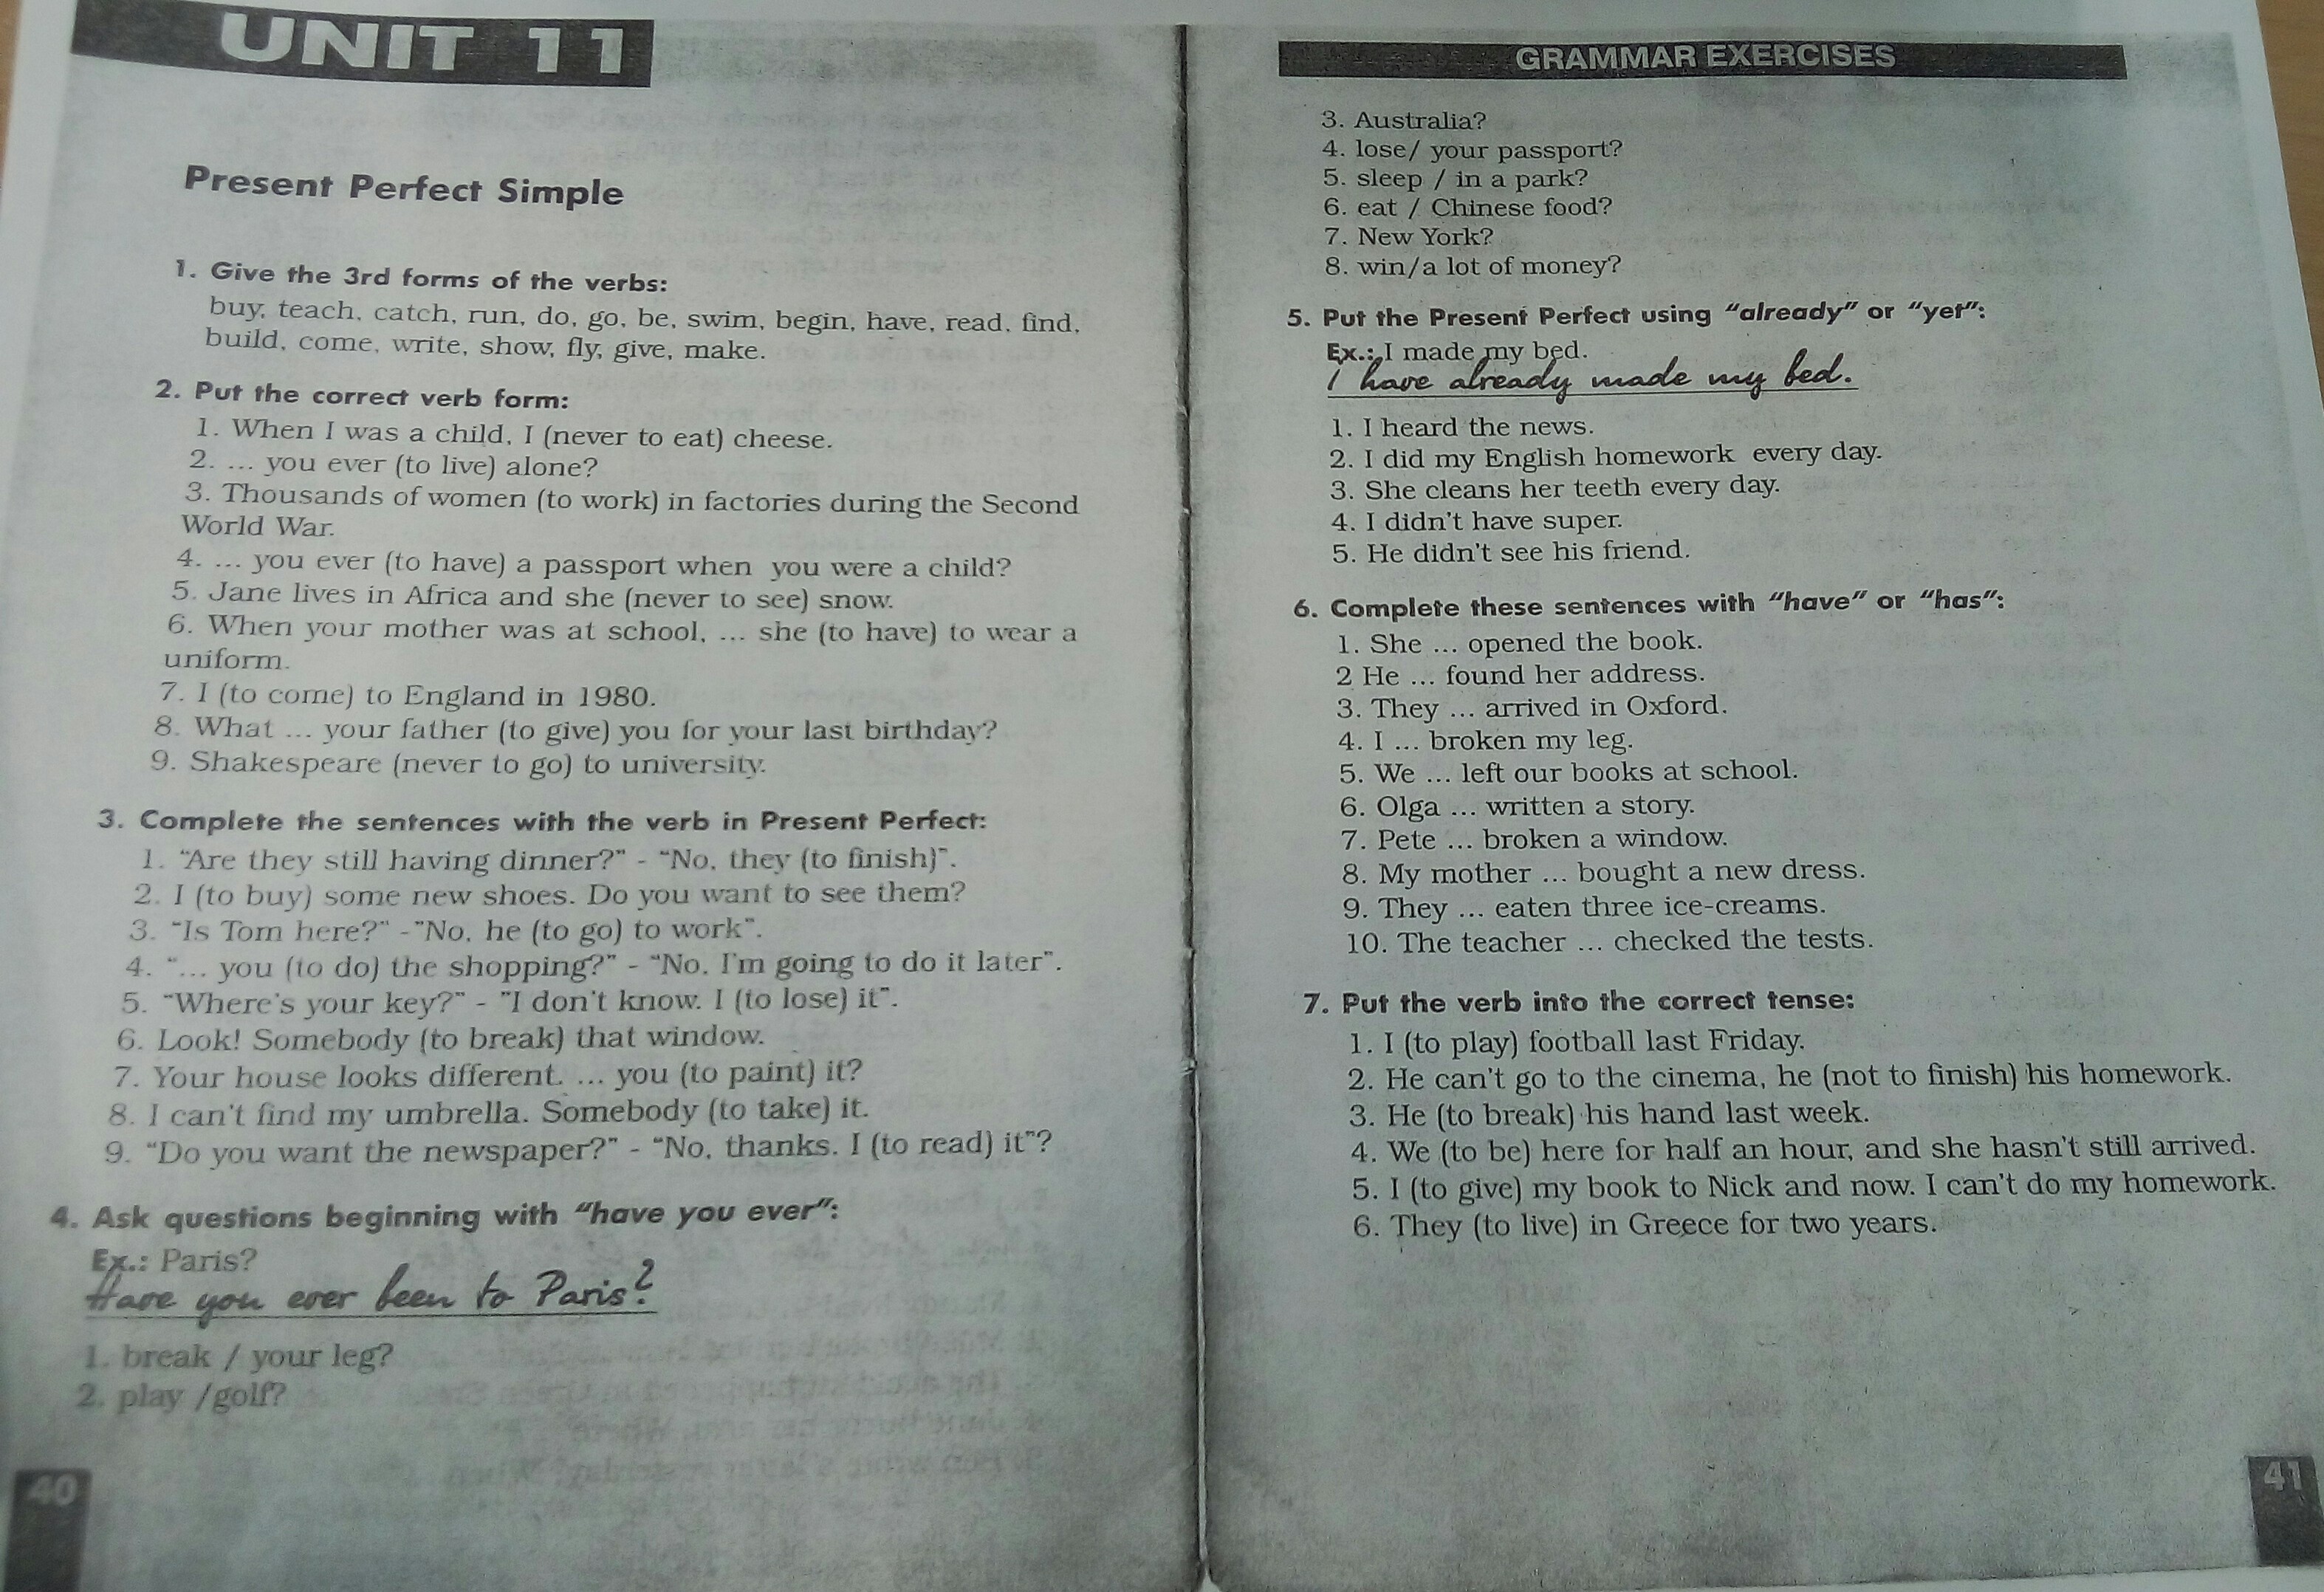 UNIT 11
Present Perfect Simple
1. Give the 3rd forms of the verbs:
buy, teach, catch, run, do, go, be, swim, begin, have, read, find,
build, come, write, show, fly, give, make.
2. Put the correct verb form:
1. When I was a child, I (never to eat) cheese.
2. ... you ever (to live) alone?
3. Thousands of women (to work) in factories during the Second
World War.
4. ... you ever (to have) a passport when you were a child?
5. Jane lives in Africa and she (never to see) snow.
6. When your mother was at school, ... she (to have) to wear a
uniform.
7. I (to come) to England in 1980.
8. What ... your father (to give) you for your last birthday?
9. Shakespeare (never to go) to university.
3. Complete the sentences with the verb in Present Perfect:
1. "Are they still having dinner?" - "No, they (to finish)".
2. I (to buy) some new shoes. Do you want to see them?
3. "Is Tom here?" -"No, he (to go) to work".
4. "... you (to do) the shopping?" - "No, I'm going to do it later".
5. "Where's your key?" - "I don't know. I (to lose) it".
6. Look! Somebody (to break) that window.
7. Your house looks different. ... you (to paint) it?
8. I can't find my umbrella. Somebody (to take) it.
9. "Do you want the newspaper?" - "No, thanks. I (to read) it"?
4. Ask questions beginning with "have you ever":
Ex.: Paris?
Have you ever been to Paris?
1. break / your leg?
2. play /golf?
40
GRAMMAR EXERCISES
3. Australia?
4. lose/ your passport?
5. sleep / in a park?
6. eat / Chinese food?
7. New York?
8. win/a lot of money?
5. Put the Present Perfect using "already" or "yet":
Ex.: I made my bed.
I have already made my bed.
1. I heard the news.
2. I did my English homework every day.
3. She cleans her teeth every day.
4. I didn't have super.
5. He didn't see his friend.
6. Complete these sentences with "have" or "has":
1. She ... opened the book.
2 He ... found her address.
3. They ... arrived in Oxford.
4. I ... broken my leg.
5. We ... left our books at school.
6. Olga ... written a story.
7. Pete ... broken a window.
8. My mother ... bought a new dress.
9. They ... eaten three ice-creams.
10. The teacher ... checked the tests.
7. Put the verb into the correct tense:
1. I (to play) football last Friday.
2. He can't go to the cinema, he (not to finish) his homework.
3. He (to break) his hand last week.
4. We (to be) here for half an hour, and she hasn't still arrived.
5. I (to give) my book to Nick and now. I can't do my homework.
6. They (to live) in Greece for two years.
41